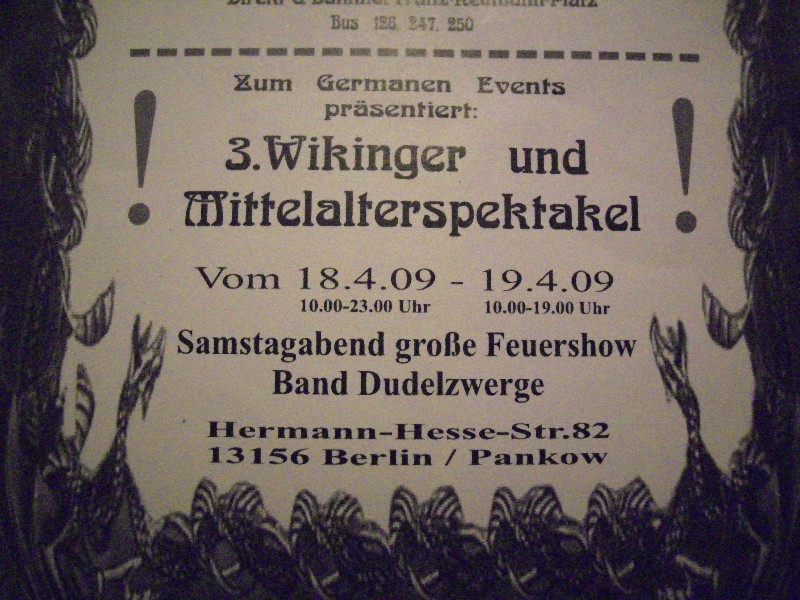 Bus 126, 247, 250
Zum Germanen Events
präsentiert:
3.Wikinger und
Mittelalterspektakel
! !
Vom 18.4.09 - 19.4.09
10.00-23.00 Uhr 10.00-19.00 Uhr
Samstagabend große Feuershow
Band Dudelzwerge
Hermann-Hesse-Str.82
13156 Berlin / Pankow